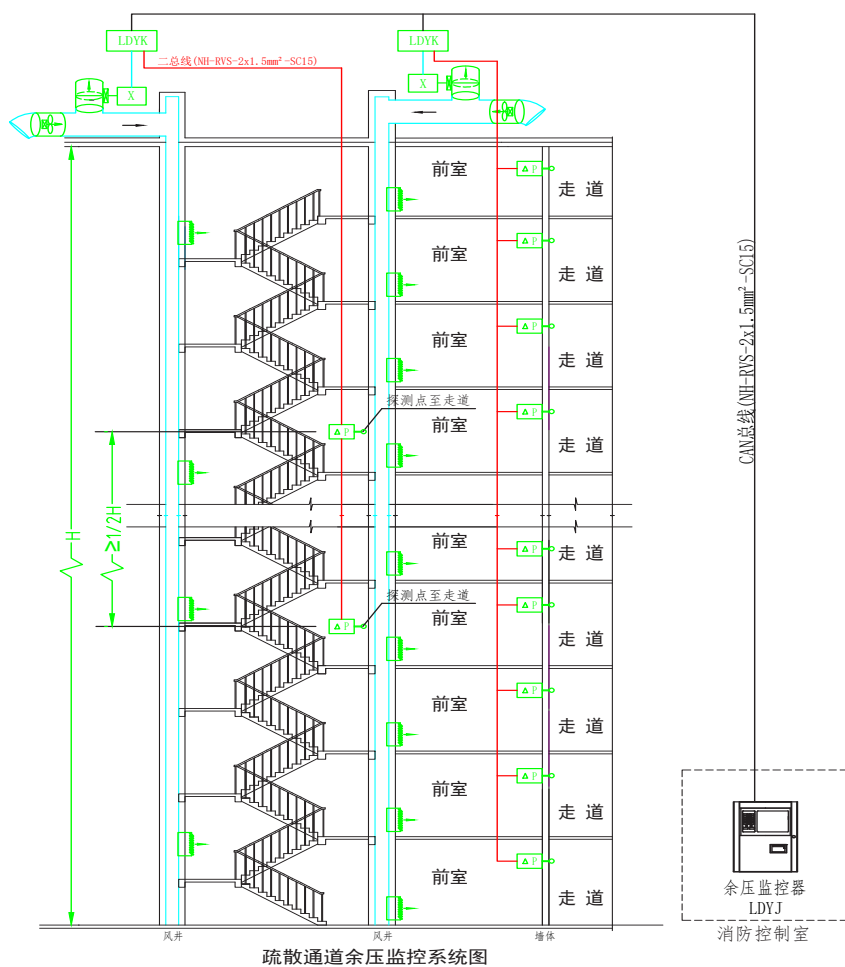 LDYK
LDYK
二总线(NH-RVS-2x1.5mm²-SC15)
X
X
前室
△P
走道
前室
△P
走道
前室
△P
走道
CAN总线(NH-RVS-2x1.5mm²-SC15)
探测点至走道
△P
前室
△P
走道
H
≥1/2H
前室
△P
走道
探测点至走道
△P
前室
△P
走道
前室
△P
走道
前室
△P
走道
前室
△P
走道
余压监控器
LDYJ
消防控制室
风井
风井
墙体
疏散通道余压监控系统图